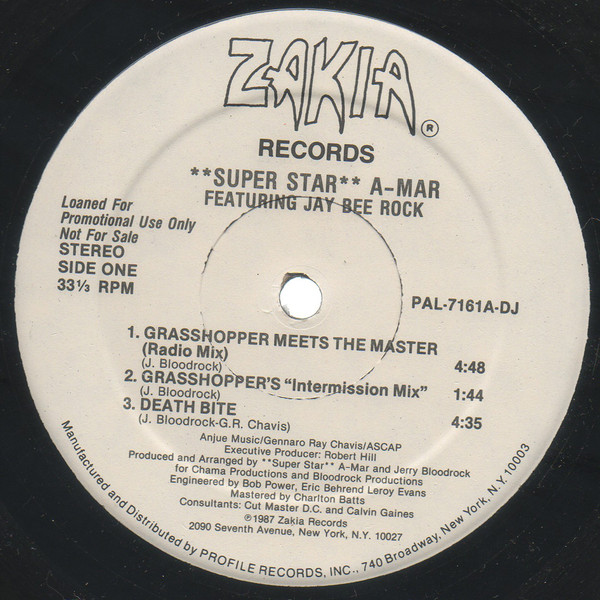 ZAKIA®
RECORDS
**SUPER STAR** A-MAR
FEATURING JAY BEE ROCK
Loaned For
Promotional Use Only
Not For Sale
STEREO
SIDE ONE
33⅓ RPM
PAL-7161A-DJ
1. GRASSHOPPER MEETS THE MASTER
(Radio Mix) 4:48
(J. Bloodrock)
2. GRASSHOPPER'S "Intermission Mix" 1:44
(J. Bloodrock)
3. DEATH BITE 4:35
(J. Bloodrock-G.R. Chavis)
Anjue Music/Gennaro Ray Chavis/ASCAP
Executive Producer: Robert Hill
Produced and Arranged by **Super Star** A-Mar and Jerry Bloodrock
for Chama Productions and Bloodrock Productions
Engineered by Bob Power, Eric Behrend Leroy Evans
Mastered by Charlton Batts
Consultants: Cut Master D.C. and Calvin Gaines
℗1987 Zakia Records
2090 Seventh Avenue, New York, N.Y. 10027
Manufactured and Distributed by PROFILE RECORDS, INC., 740 Broadway, New York, N.Y. 10003